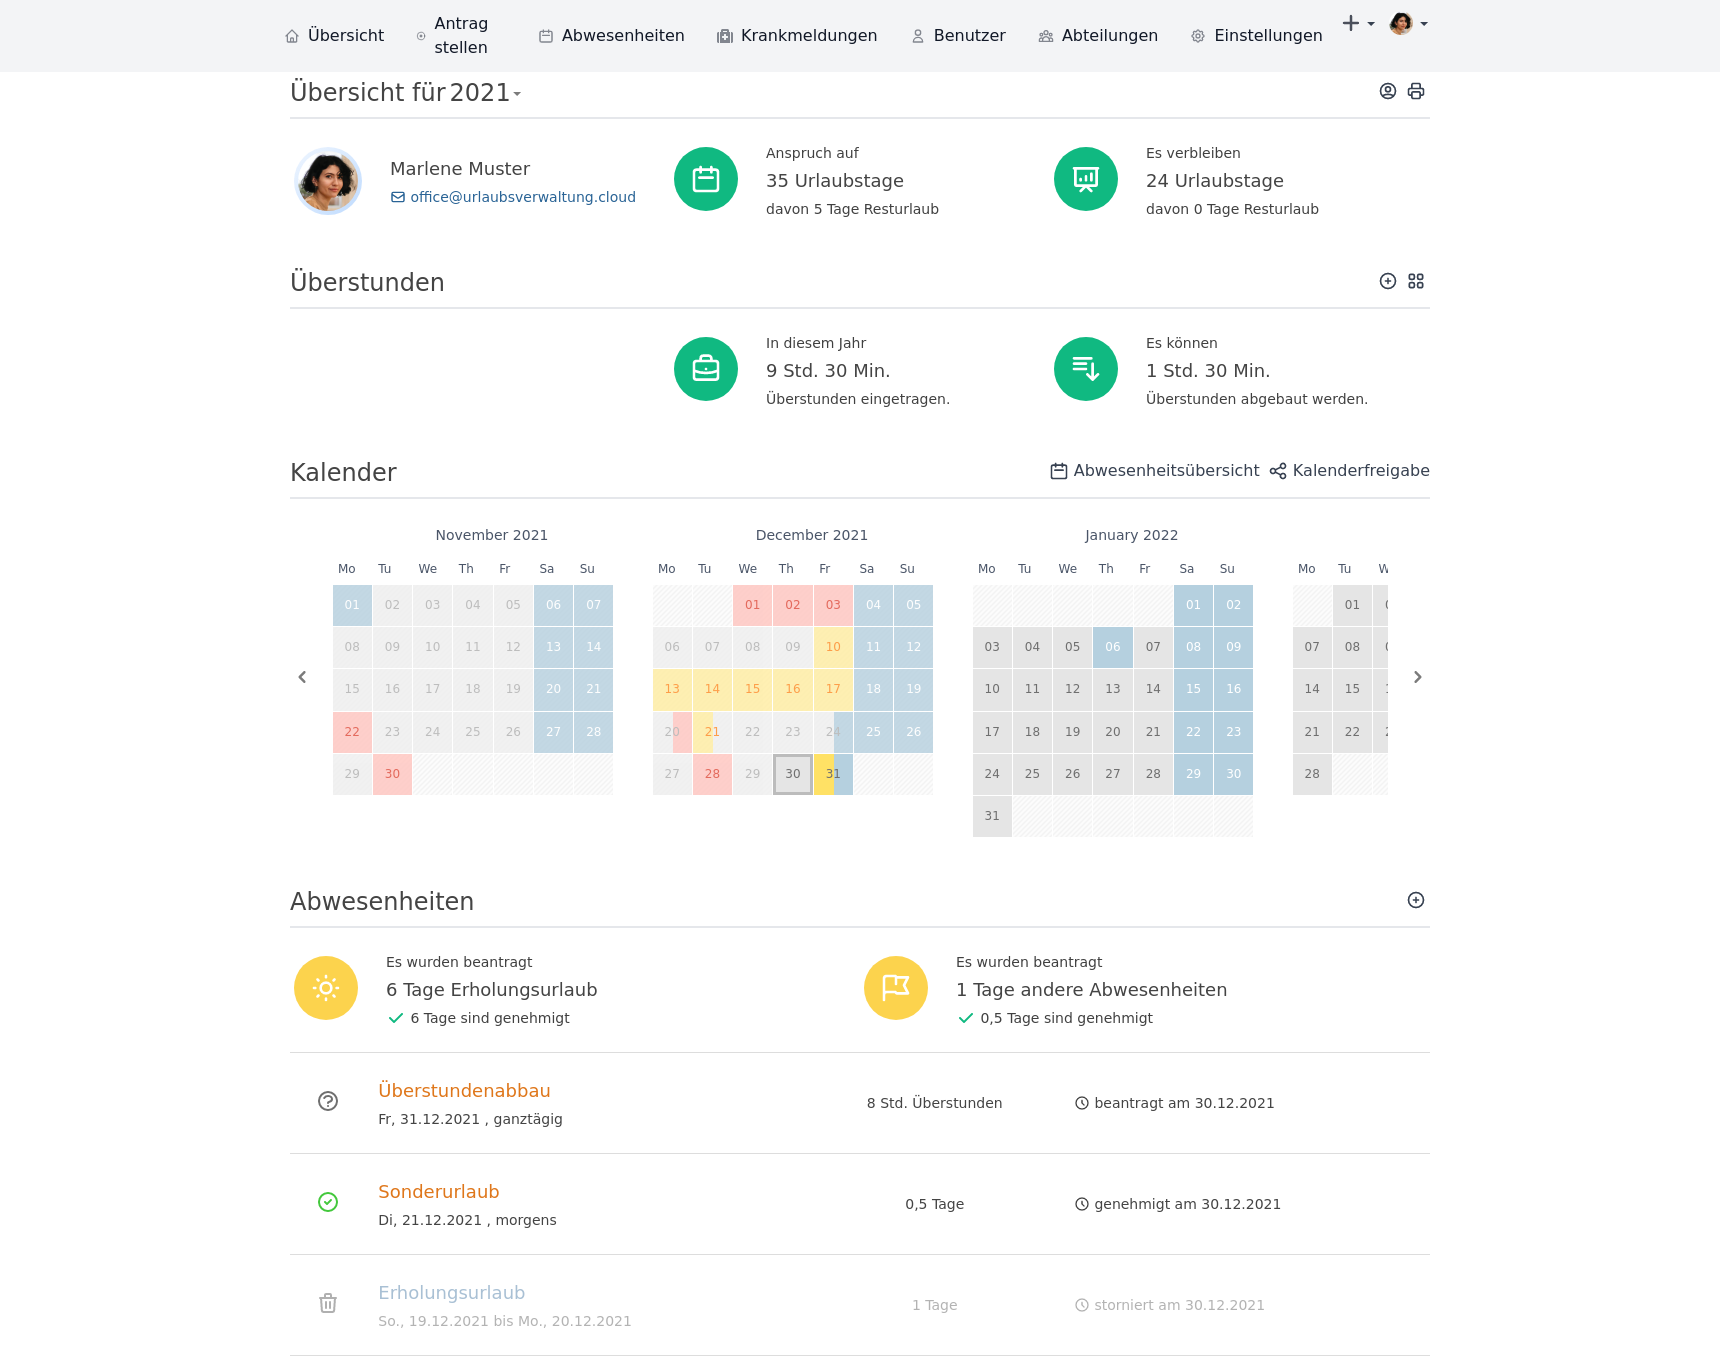 Übersicht
Antrag stellen
Abwesenheiten
Krankmeldungen
Benutzer
Abteilungen
Einstellungen
Übersicht für 2021
Marlene Muster
office@urlaubsverwaltung.cloud
Anspruch auf
35 Urlaubstage
davon 5 Tage Resturlaub
Es verbleiben
24 Urlaubstage
davon 0 Tage Resturlaub
Überstunden
In diesem Jahr
9 Std. 30 Min.
Überstunden eingetragen.
Es können
1 Std. 30 Min.
Überstunden abgebaut werden.
Kalender
Abwesenheitsübersicht Kalenderfreigabe
November 2021
Mo Tu We Th Fr Sa Su
01 02 03 04 05 06 07
08 09 10 11 12 13 14
15 16 17 18 19 20 21
22 23 24 25 26 27 28
29 30
December 2021
Mo Tu We Th Fr Sa Su
01 02 03 04 05
06 07 08 09 10 11 12
13 14 15 16 17 18 19
20 21 22 23 24 25 26
27 28 29 30 31
January 2022
Mo Tu We Th Fr Sa Su
01 02
03 04 05 06 07 08 09
10 11 12 13 14 15 16
17 18 19 20 21 22 23
24 25 26 27 28 29 30
31
Mo Tu
01
07 08
14 15
21 22
28
Abwesenheiten
Es wurden beantragt
6 Tage Erholungsurlaub
6 Tage sind genehmigt
Es wurden beantragt
1 Tage andere Abwesenheiten
0,5 Tage sind genehmigt
Überstundenabbau
Fr, 31.12.2021 , ganztägig
8 Std. Überstunden
beantragt am 30.12.2021
Sonderurlaub
Di, 21.12.2021 , morgens
0,5 Tage
genehmigt am 30.12.2021
Erholungsurlaub
So., 19.12.2021 bis Mo., 20.12.2021
1 Tage
storniert am 30.12.2021